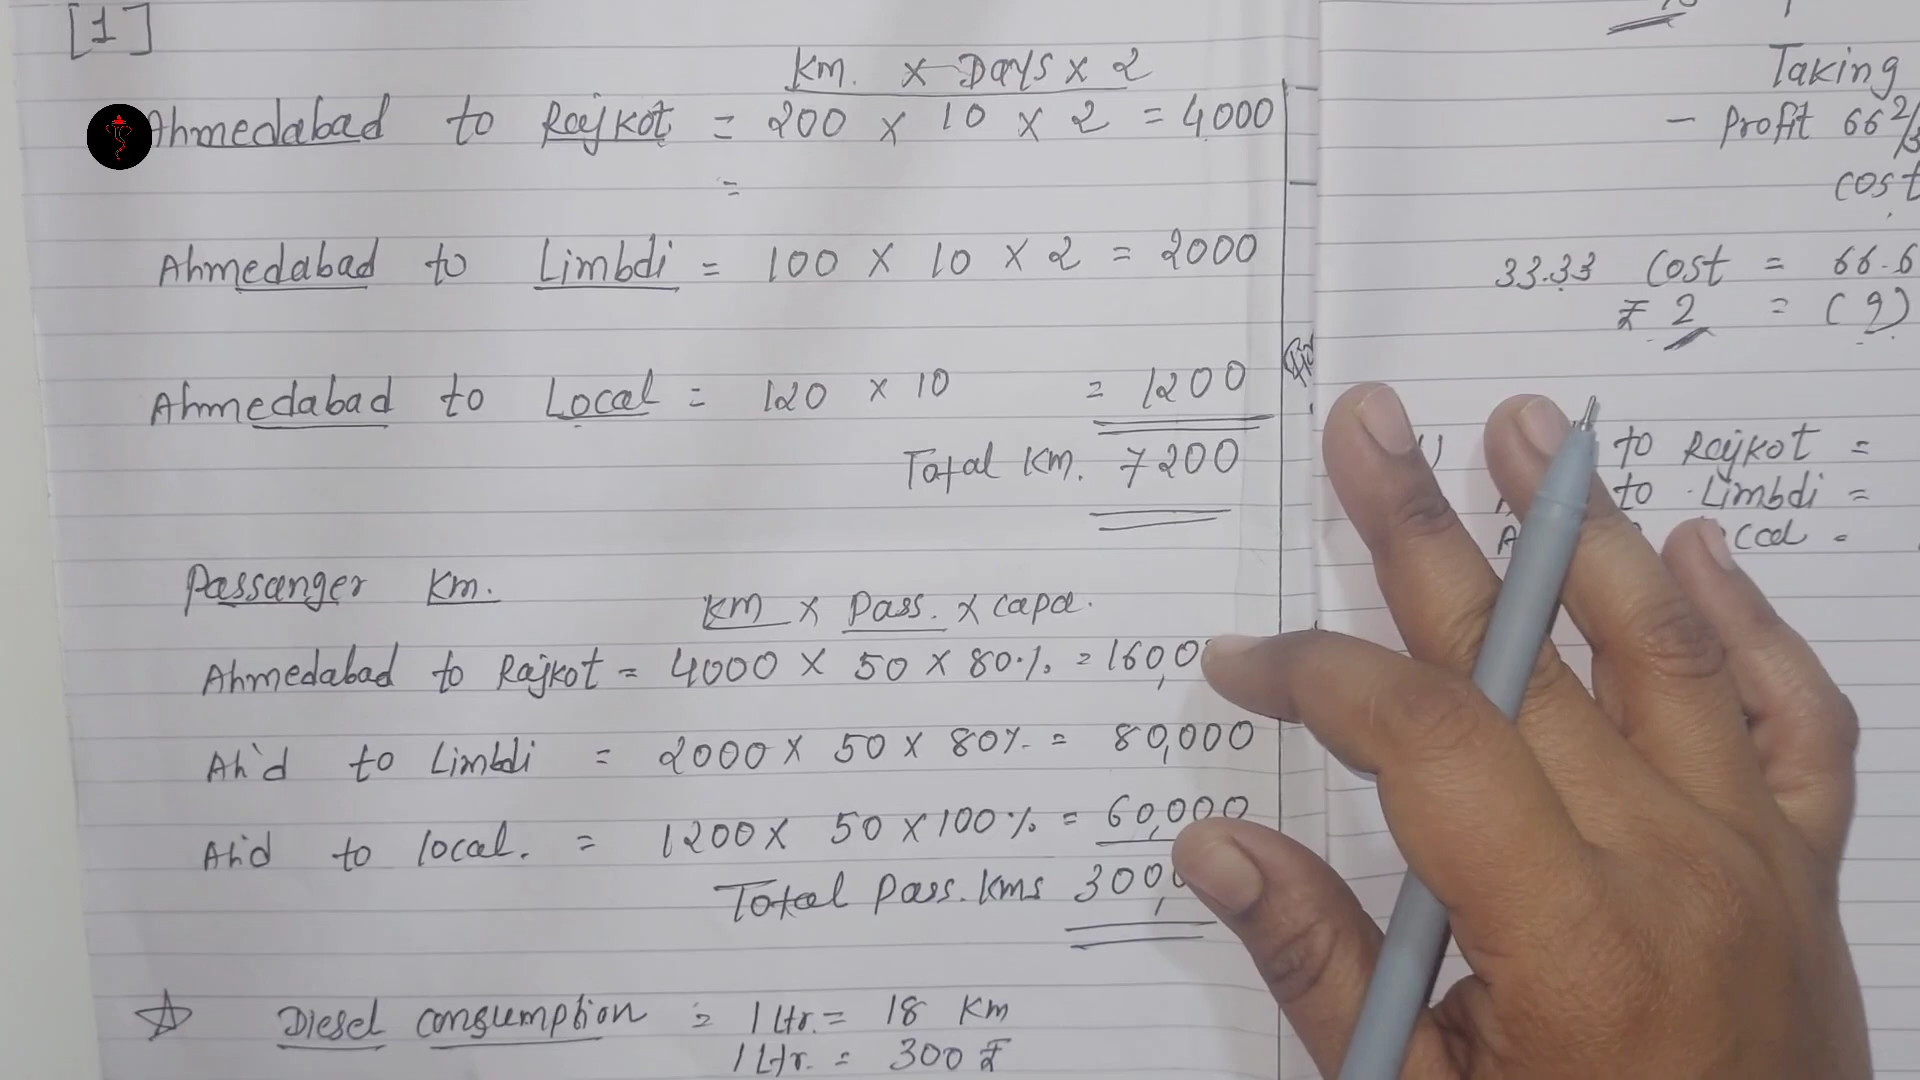 [1]
Km. x Days x 2
Ahmedabad to Rajkot = 200 x 10 x 2 = 4000
=
Ahmedabad to Limbdi = 100 x 10 x 2 = 2000
Ahmedabad to Local = 120 x 10 = 1200
Total Km. 7200
Passanger Km.
KM x Pass. x capa.
Ahmedabad to Rajkot = 4000 x 50 x 80% = 160,0
Ah'd to Limbdi = 2000 x 50 x 80% = 80,000
Ah'd to local. = 1200 x 50 x 100% = 60,000
Total Pass. Kms 300,
☆ Diesel consumption = 1 Ltr. = 18 Km
1 Ltr. = 300 ₹
Taking
- Profit 66 2/3
cost
33.33 Cost = 66.6
₹ 2 = (?)
to Rajkot =
to Limbdi =